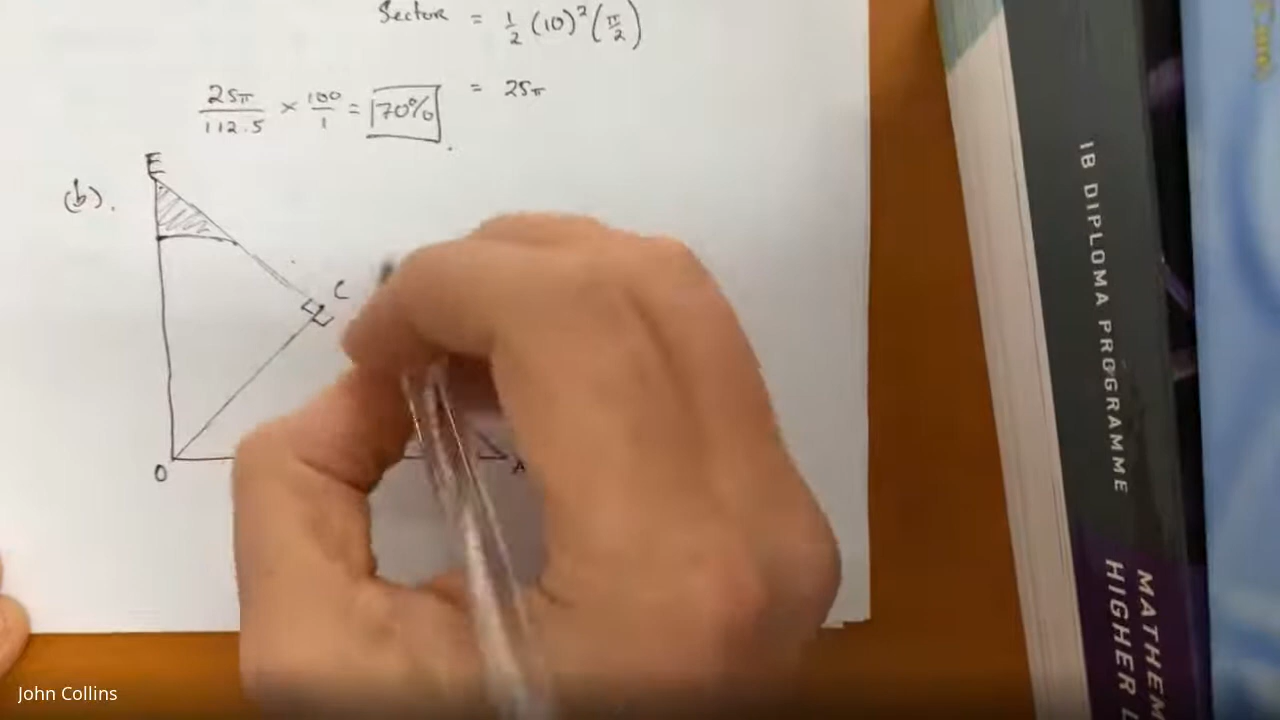 Sector = 1/2 (10)² (π/2)
25π/112.5 × 100/1 = 70% = 25π
(b).
E
C
O
A
IB DIPLOMA PROGRAMME
MATHEM
HIGHER L
John Collins